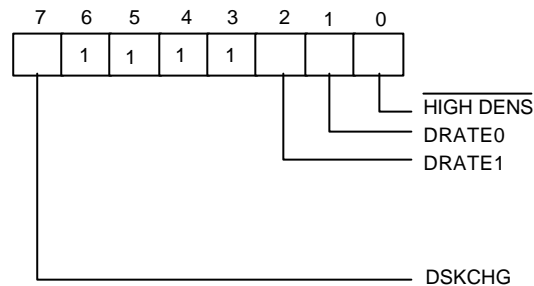 7 6 5 4 3 2 1 0
1 1 1 1
HIGH DENS
DRATE0
DRATE1
DSKCHG